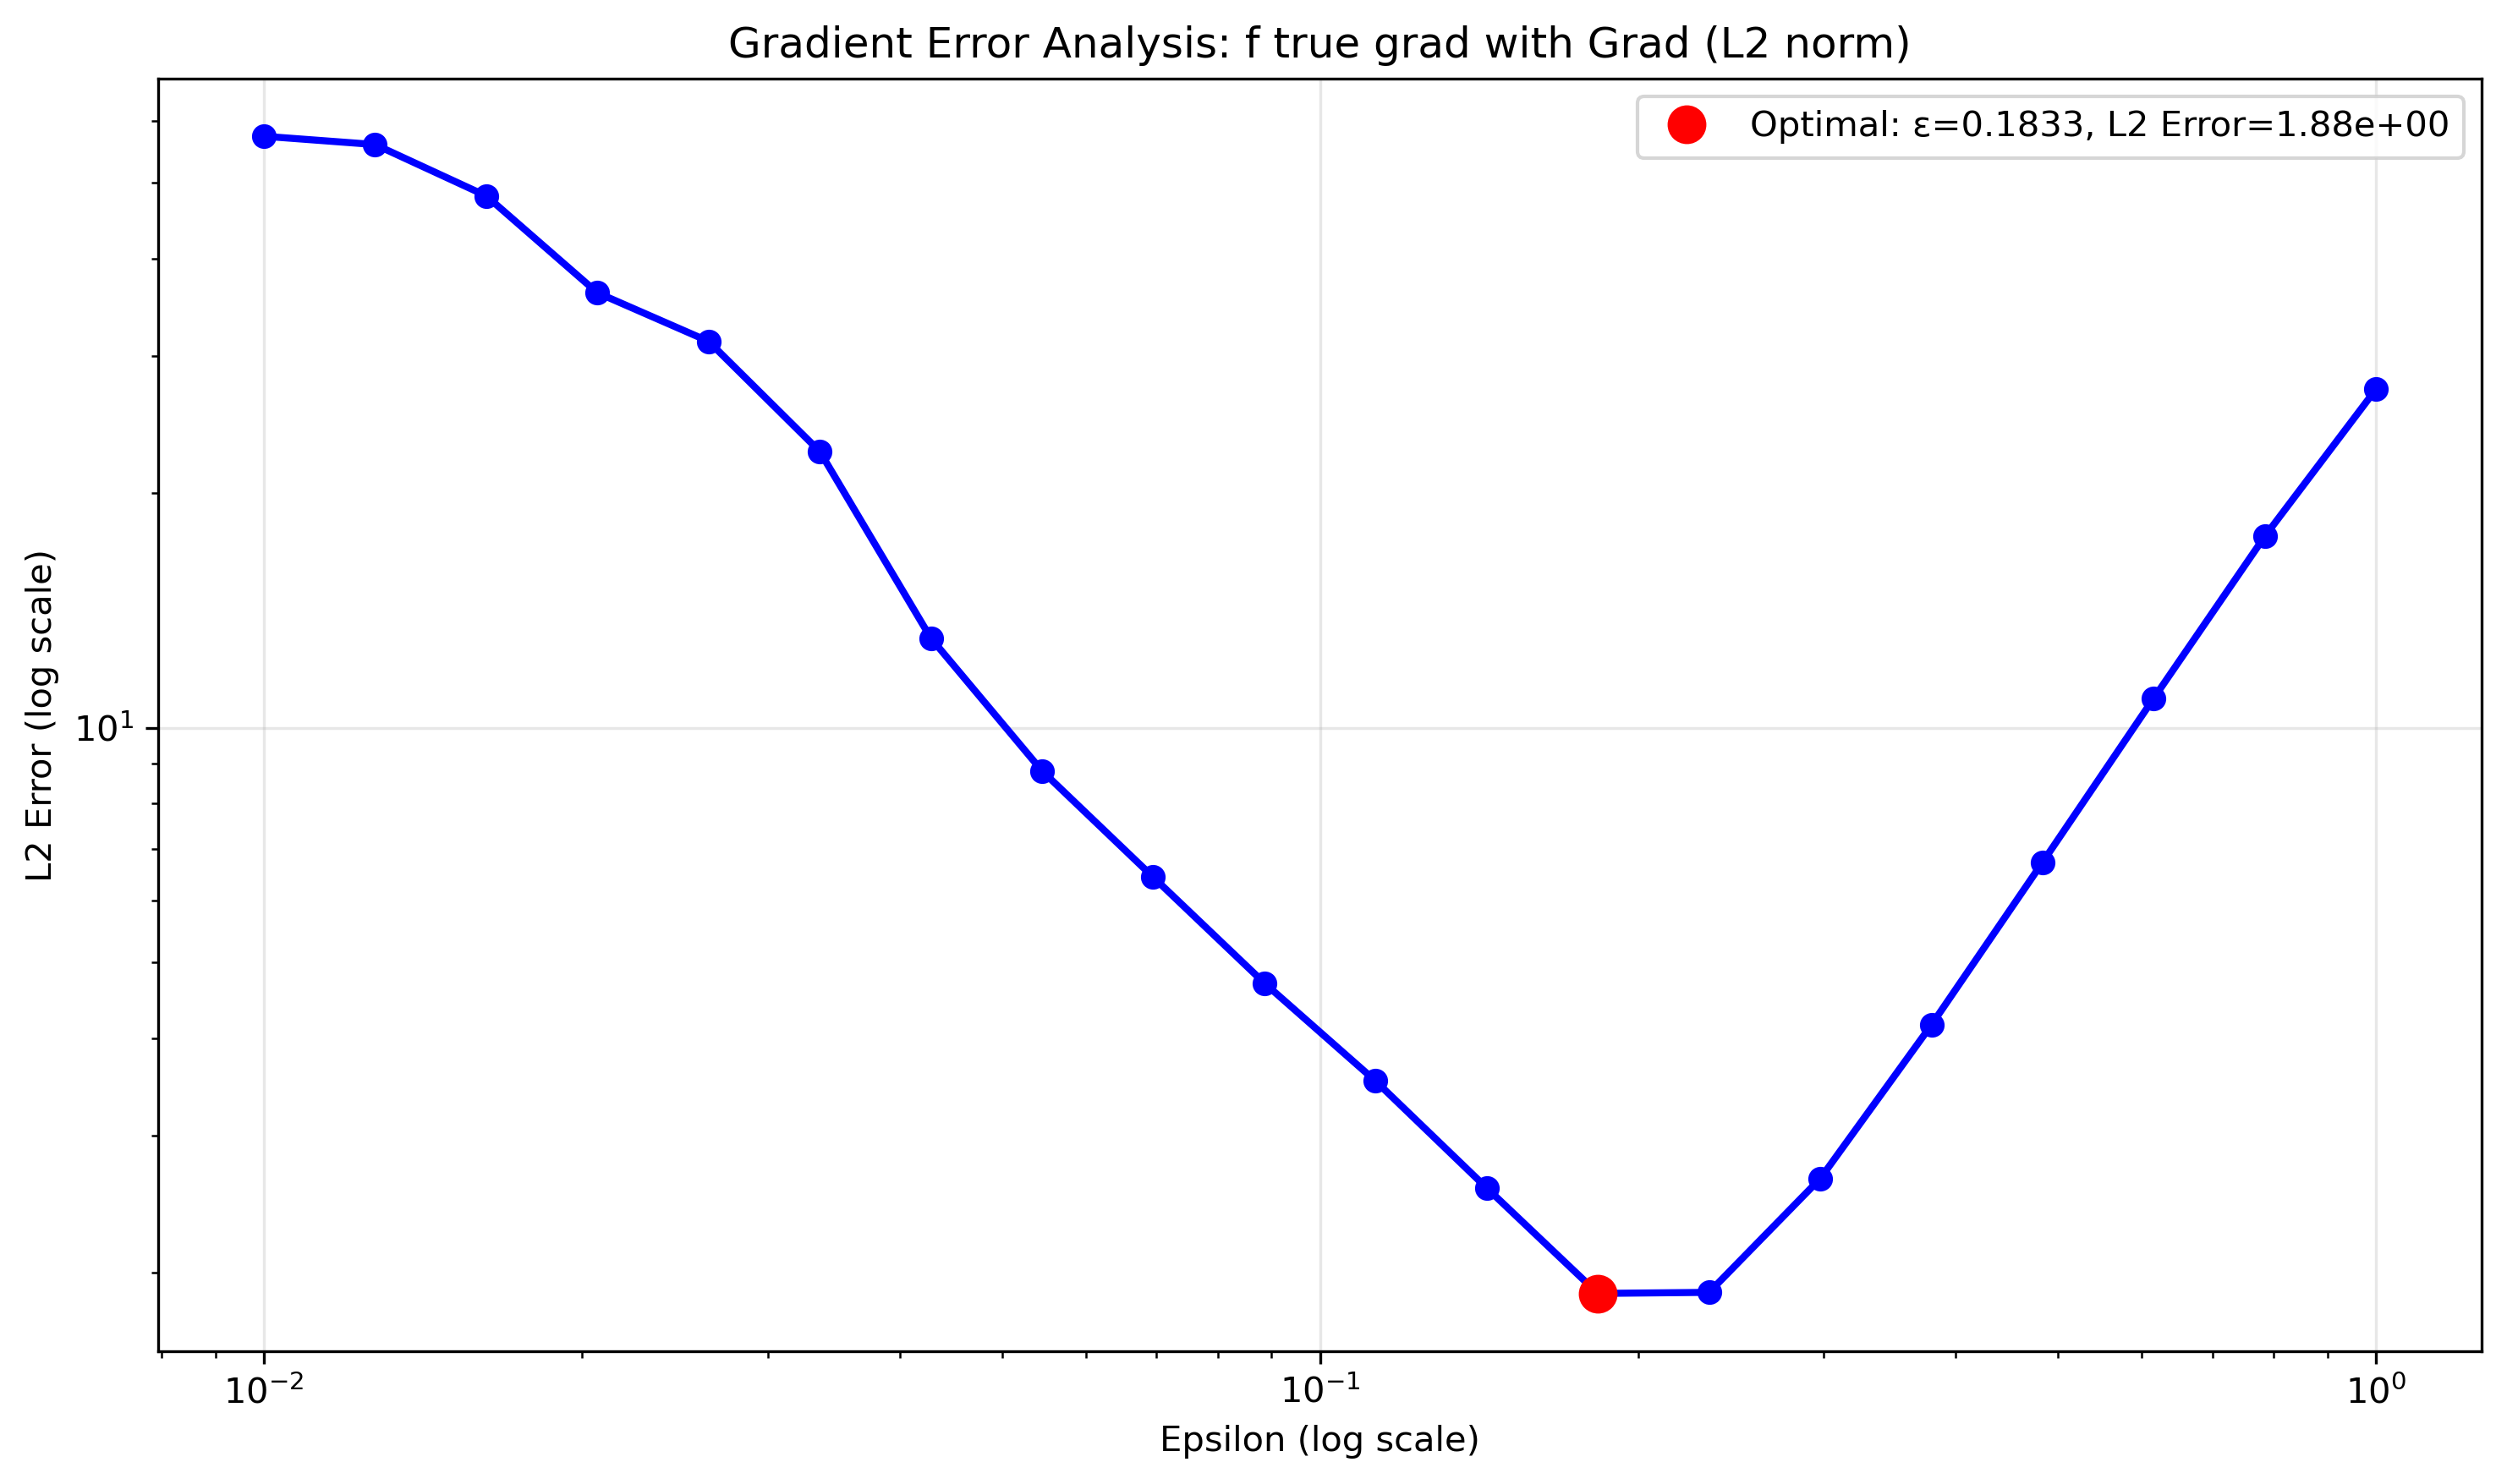 Gradient Error Analysis: f true grad with Grad (L2 norm)
Optimal: ε=0.1833, L2 Error=1.88e+00
L2 Error (log scale)
10¹
10⁻² 10⁻¹ 10⁰
Epsilon (log scale)